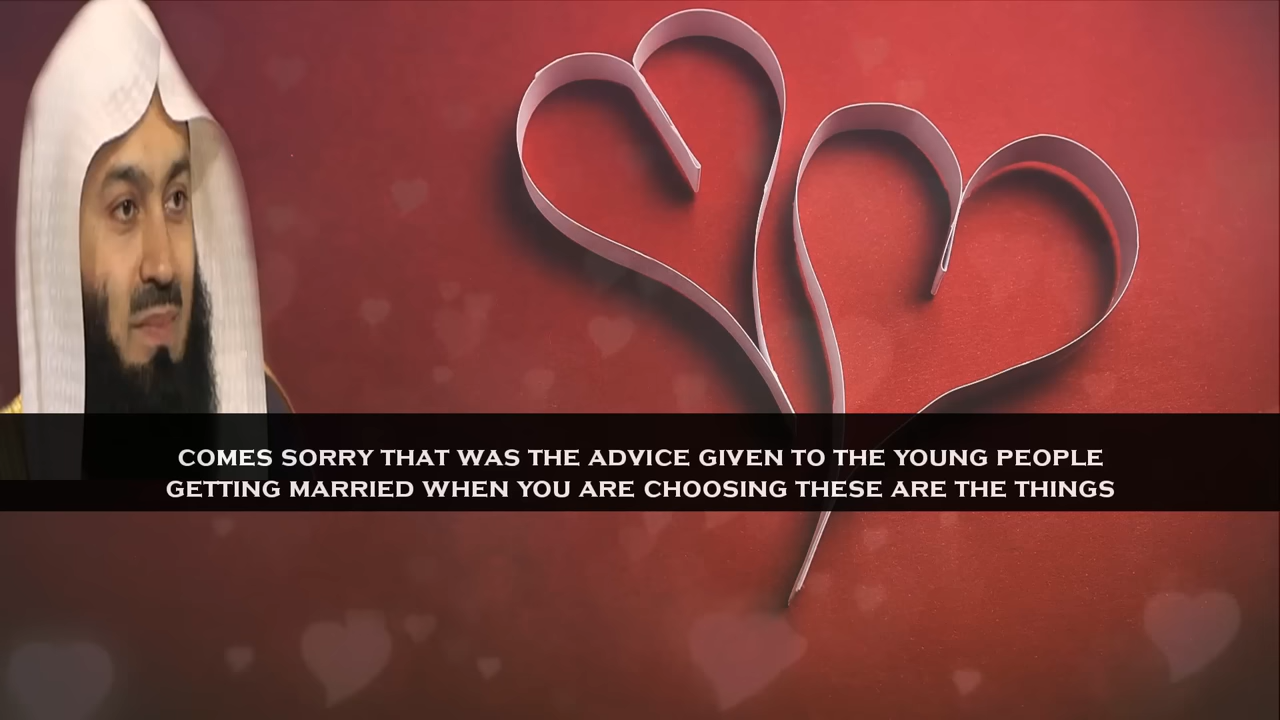 COMES SORRY THAT WAS THE ADVICE GIVEN TO THE YOUNG PEOPLE
GETTING MARRIED WHEN YOU ARE CHOOSING THESE ARE THE THINGS